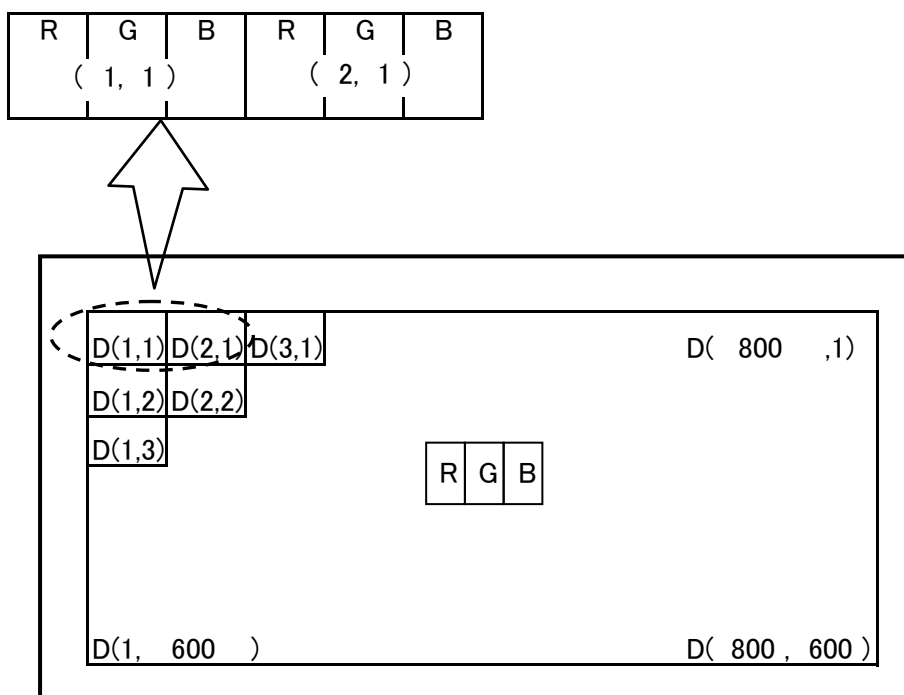 R G B R G B
( 1, 1 ) ( 2, 1 )
D(1,1) D(2,1) D(3,1) D( 800 ,1)
D(1,2) D(2,2)
D(1,3)
R G B
D(1, 600 ) D( 800 , 600 )